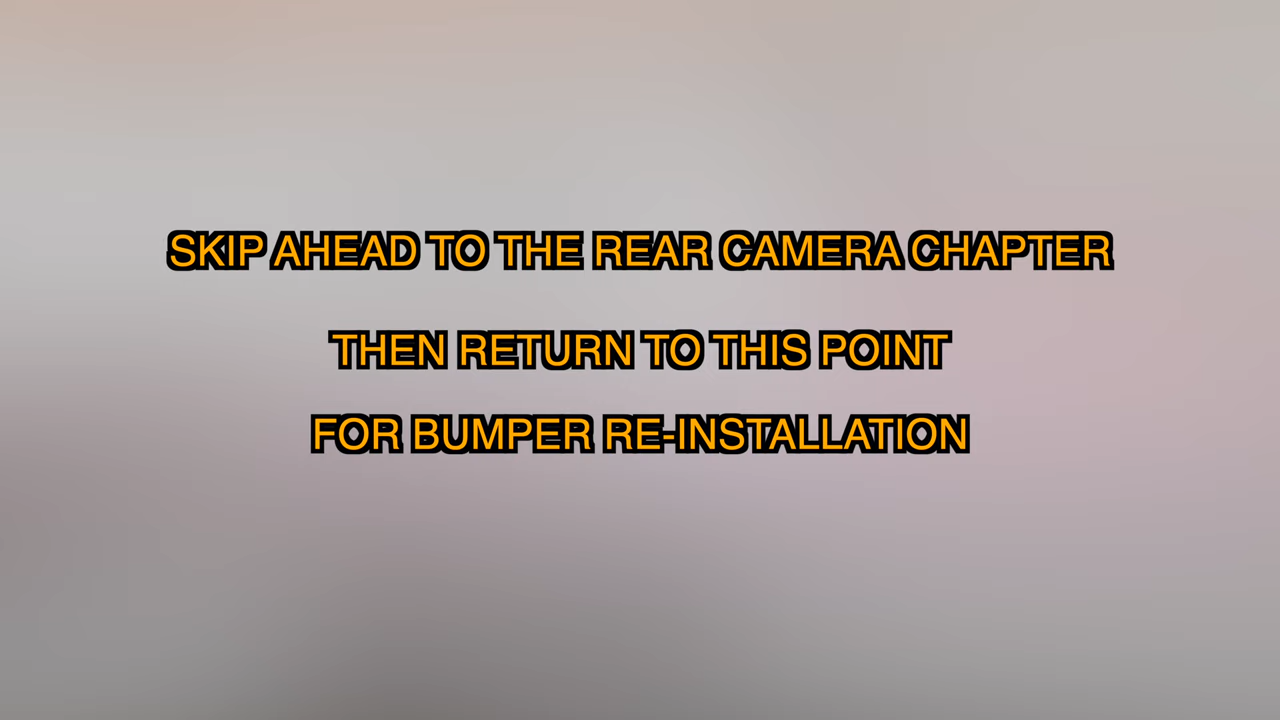 SKIP AHEAD TO THE REAR CAMERA CHAPTER
THEN RETURN TO THIS POINT
FOR BUMPER RE-INSTALLATION